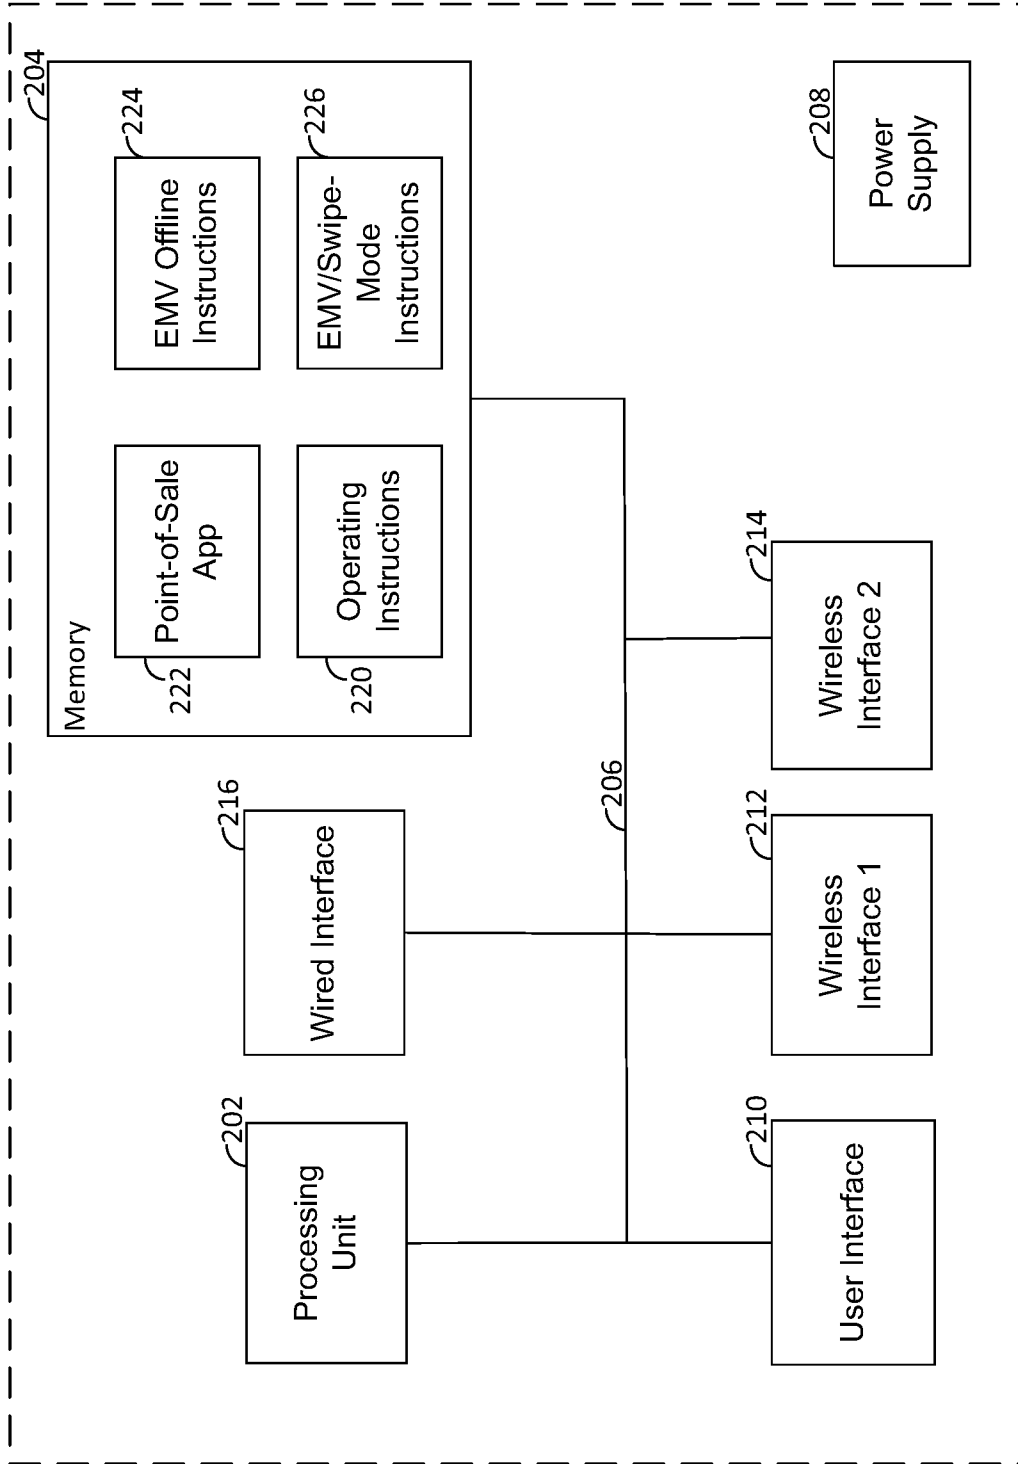 202
Processing
Unit
216
Wired Interface
204
Memory
222
Point-of-Sale
App
224
EMV Offline
Instructions
220
Operating
Instructions
226
EMV/Swipe-
Mode
Instructions
206
210
User Interface
212
Wireless
Interface 1
214
Wireless
Interface 2
208
Power
Supply